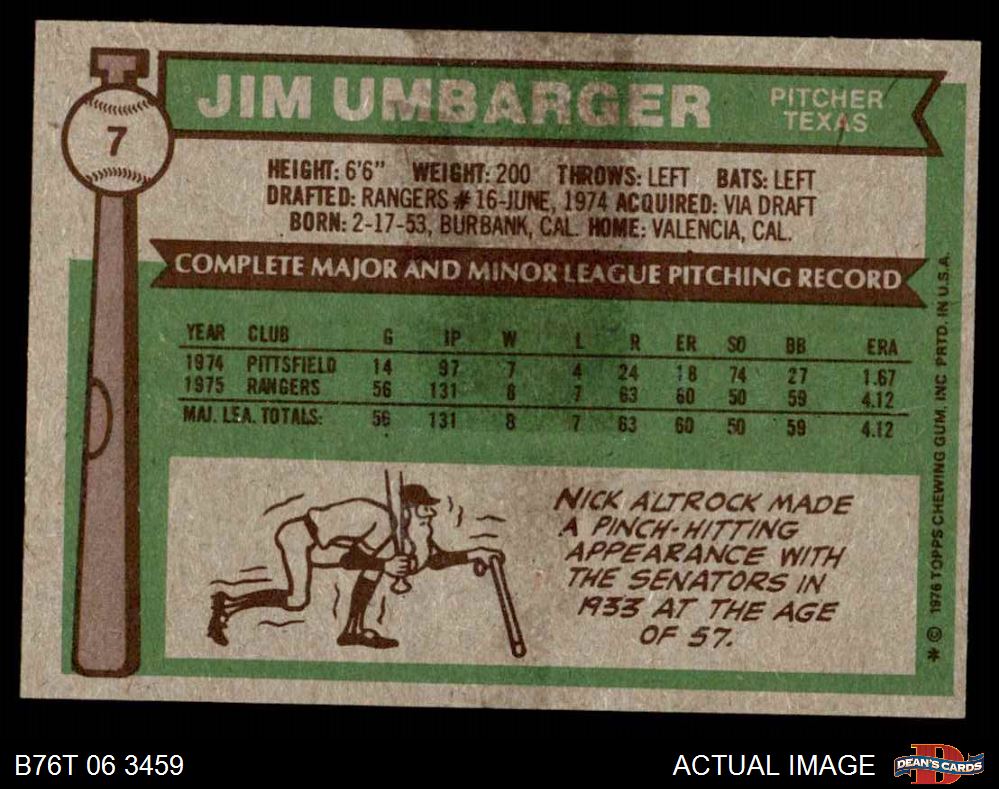 JIM UMBARGER
PITCHER
TEXAS
7
HEIGHT: 6'6" WEIGHT: 200 THROWS: LEFT BATS: LEFT
DRAFTED: RANGERS #16-JUNE, 1974 ACQUIRED: VIA DRAFT
BORN: 2-17-53, BURBANK, CAL. HOME: VALENCIA, CAL.
COMPLETE MAJOR AND MINOR LEAGUE PITCHING RECORD
YEAR CLUB G IP W L R ER SO BB ERA
1974 PITTSFIELD 14 97 7 4 24 18 74 27 1.67
1975 RANGERS 56 131 8 7 63 60 50 59 4.12
MAJ. LEA. TOTALS: 56 131 8 7 63 60 50 59 4.12
NICK ALTROCK MADE
A PINCH-HITTING
APPEARANCE WITH
THE SENATORS IN
1933 AT THE AGE
OF 57.
* © 1976 TOPPS CHEWING GUM, INC PRTD. IN U.S.A.
B76T 06 3459
ACTUAL IMAGE
D
DEAN'S CARDS